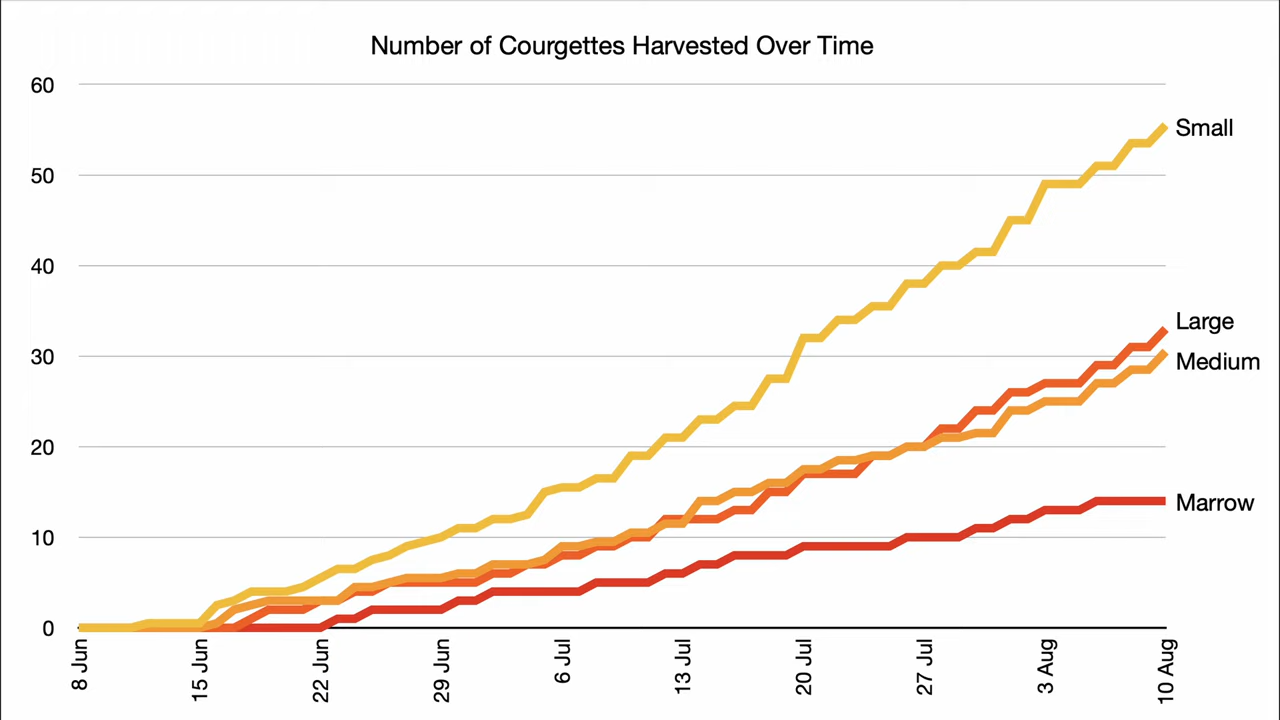 Number of Courgettes Harvested Over Time
60
50
40
30
20
10
0
Small
Large
Medium
Marrow
8 Jun
15 Jun
22 Jun
29 Jun
6 Jul
13 Jul
20 Jul
27 Jul
3 Aug
10 Aug